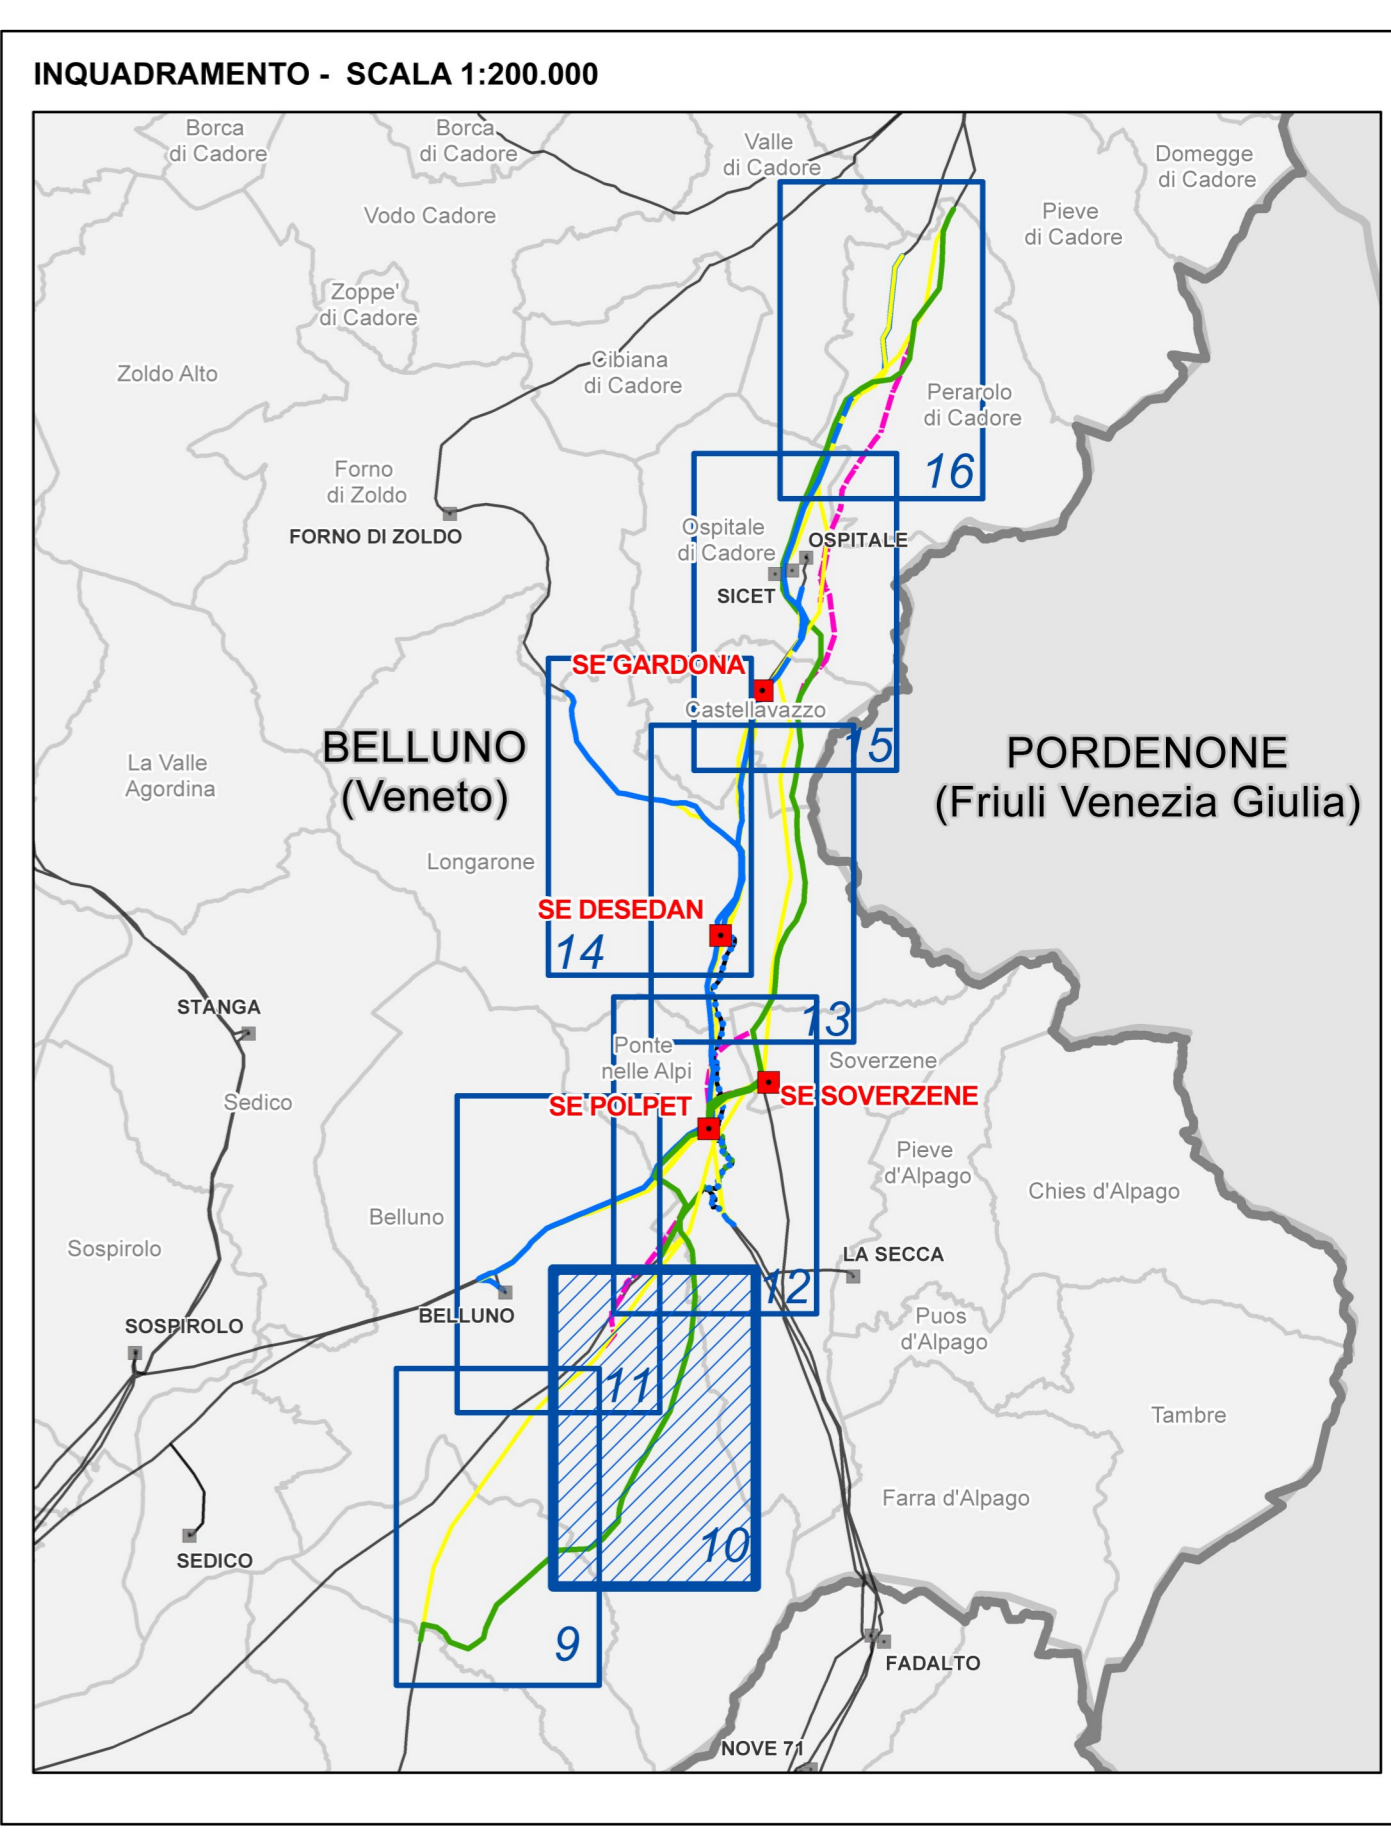 INQUADRAMENTO - SCALA 1:200.000
Borca
di Cadore
Borca
di Cadore
Valle
di Cadore
Domegge
di Cadore
Vodo Cadore
Pieve
di Cadore
Zoppe'
di Cadore
Zoldo Alto
Cibiana
di Cadore
Perarolo
di Cadore
16
Forno
di Zoldo
FORNO DI ZOLDO
Ospitale
di Cadore
OSPITALE
SICET
SE GARDONA
Castellavazzo
15
BELLUNO
(Veneto)
PORDENONE
(Friuli Venezia Giulia)
La Valle
Agordina
Longarone
SE DESEDAN
14
STANGA
13
Ponte
nelle Alpi
Soverzene
SE SOVERZENE
SE POLPET
Sedico
Pieve
d'Alpago
Chies d'Alpago
Belluno
Sospirolo
LA SECCA
12
BELLUNO
SOSPIROLO
Puos
d'Alpago
11
Tambre
Farra d'Alpago
10
SEDICO
9
FADALTO
NOVE 71